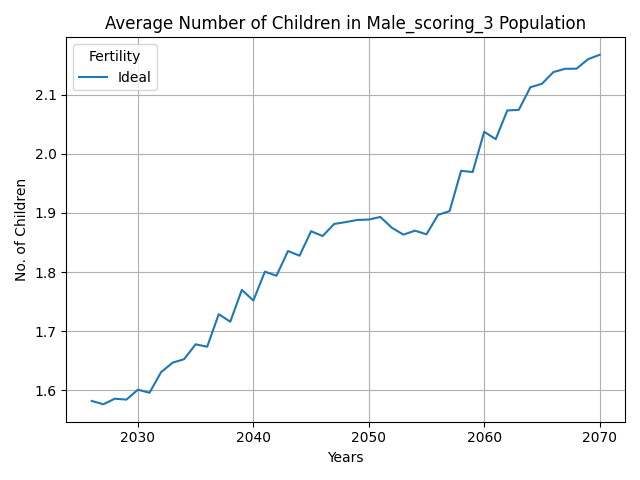 Average Number of Children in Male_scoring_3 Population
Fertility
Ideal
No. of Children
2.1
2.0
1.9
1.8
1.7
1.6
2030 2040 2050 2060 2070
Years